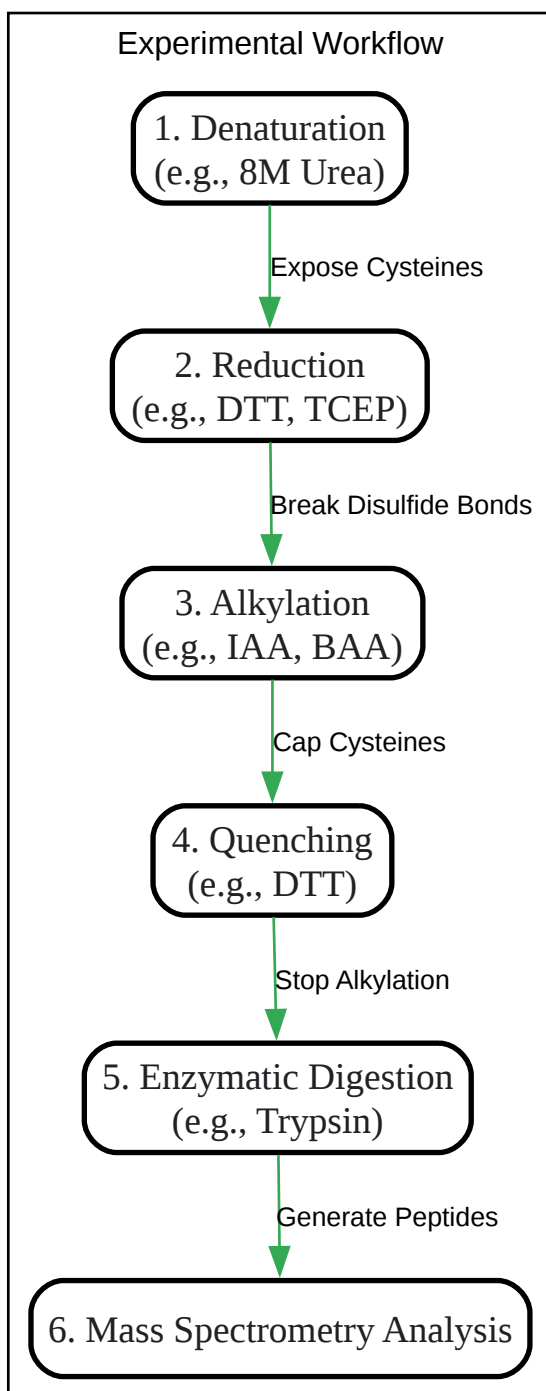 Experimental Workflow
1. Denaturation
(e.g., 8M Urea)
Expose Cysteines
2. Reduction
(e.g., DTT, TCEP)
Break Disulfide Bonds
3. Alkylation
(e.g., IAA, BAA)
Cap Cysteines
4. Quenching
(e.g., DTT)
Stop Alkylation
5. Enzymatic Digestion
(e.g., Trypsin)
Generate Peptides
6. Mass Spectrometry Analysis